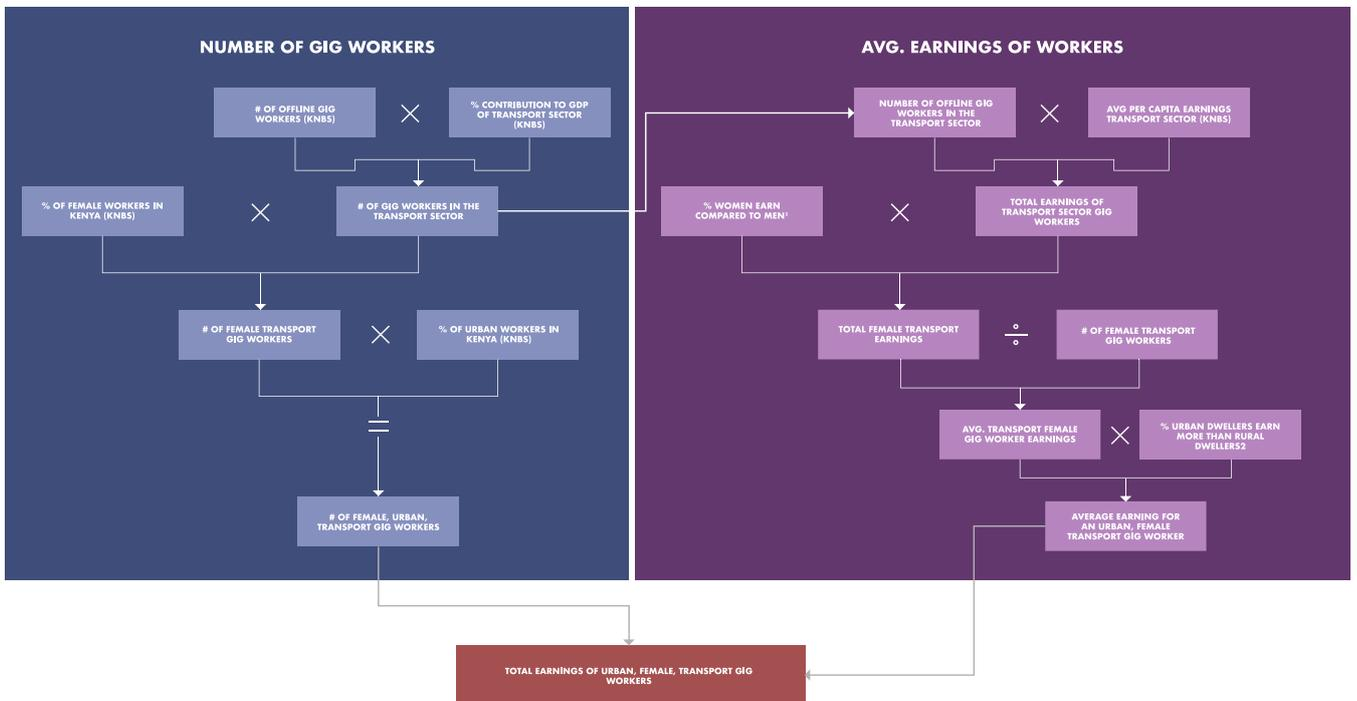 NUMBER OF GIG WORKERS
# OF OFFLINE GIG
WORKERS (KNBS)
% CONTRIBUTION TO GDP
OF TRANSPORT SECTOR
(KNBS)
% OF FEMALE WORKERS IN
KENYA (KNBS)
# OF GIG WORKERS IN THE
TRANSPORT SECTOR
# OF FEMALE TRANSPORT
GIG WORKERS
% OF URBAN WORKERS IN
KENYA (KNBS)
# OF FEMALE, URBAN,
TRANSPORT GIG WORKERS
AVG. EARNINGS OF WORKERS
NUMBER OF OFFLINE GIG
WORKERS IN THE
TRANSPORT SECTOR
AVG PER CAPITA EARNINGS
TRANSPORT SECTOR (KNBS)
% WOMEN EARN
COMPARED TO MEN¹
TOTAL EARNINGS OF
TRANSPORT SECTOR GIG
WORKERS
TOTAL FEMALE TRANSPORT
EARNINGS
# OF FEMALE TRANSPORT
GIG WORKERS
AVG. TRANSPORT FEMALE
GIG WORKER EARNINGS
% URBAN DWELLERS EARN
MORE THAN RURAL
DWELLERS2
AVERAGE EARNING FOR
AN URBAN, FEMALE
TRANSPORT GIG WORKER
TOTAL EARNINGS OF URBAN, FEMALE, TRANSPORT GIG
WORKERS